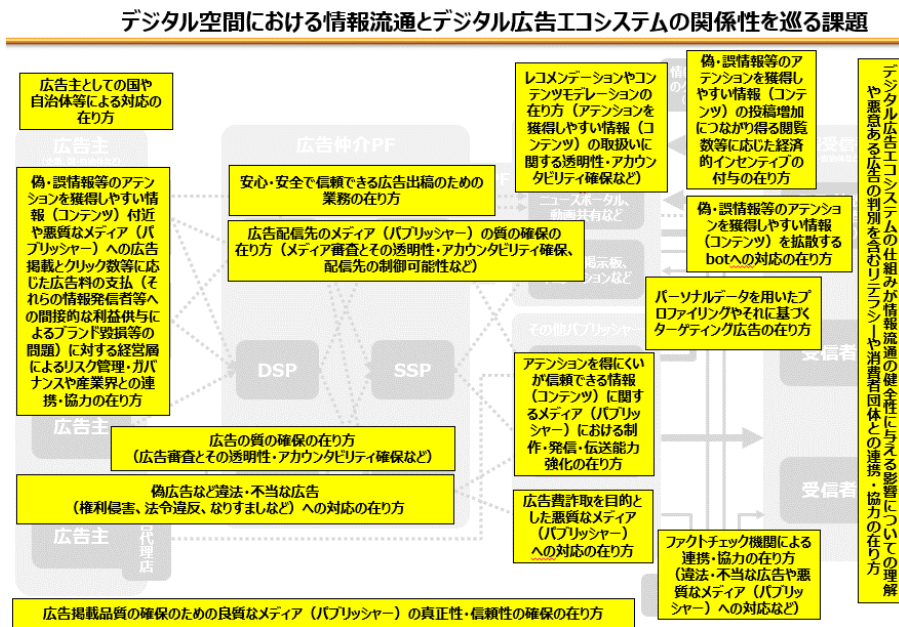 デジタル空間における情報流通とデジタル広告エコシステムの関係性を巡る課題
広告主としての国や
自治体等による対応の
在り方
広告主
偽・誤情報等のアテン
ションを獲得しやすい情
報（コンテンツ）付近
や悪質なメディア（パ
ブリッシャー）への広告
掲載とクリック数等に応
じた広告料の支払（そ
れらの情報発信者等へ
の間接的な利益供与に
よるブランド毀損等の
問題）に対する経営層
によるリスク管理・ガバ
ナンスや産業界との連
携・協力の在り方
広告主
広告主
代理店
広告仲介PF
安心・安全で信頼できる広告出稿のための
業務の在り方
広告配信先のメディア（パブリッシャー）の質の確保の
在り方（メディア審査とその透明性・アカウンタビリティ確保、
配信先の制御可能性など）
DSP
SSP
広告の質の確保の在り方
（広告審査とその透明性・アカウンタビリティ確保など）
偽広告など違法・不当な広告
（権利侵害、法令違反、なりすましなど）への対応の在り方
広告掲載品質の確保のための良質なメディア（パブリッシャー）の真正性・信頼性の確保の在り方
レコメンデーションやコン
テンツモデレーションの
在り方（アテンションを
獲得しやすい情報（コ
ンテンツ）の取扱いに
関する透明性・アカウン
タビリティ確保など）
ニュースポータル、
動画共有など
掲示板、
その他パブリッシャー
アテンションを得にくい
が信頼できる情報
（コンテンツ）に関す
るメディア（パブリッ
シャー）における制
作・発信・伝送能力
強化の在り方
広告費詐取を目的と
した悪質なメディア
（パブリッシャー）
への対応の在り方
偽・誤情報等のア
テンションを獲得し
やすい情報（コンテ
ンツ）の投稿増加
につながり得る閲覧
数等に応じた経済
的インセンティブの
付与の在り方
偽・誤情報等のアテンション
を獲得しやすい情報
（コンテンツ）を拡散する
botへの対応の在り方
パーソナルデータを用いたプ
ロファイリングやそれに基づく
ターゲティング広告の在り方
受信者
受信者
ファクトチェック機関による
連携・協力の在り方
（違法・不当な広告や悪
質なメディア（パブリッ
シャー）への対応など）
デジタル広告エコシステムの仕組みが情報流通の健全性に与える影響についての理解
や悪意ある広告の判別を含むリテラシーや消費者団体との連携・協力の在り方